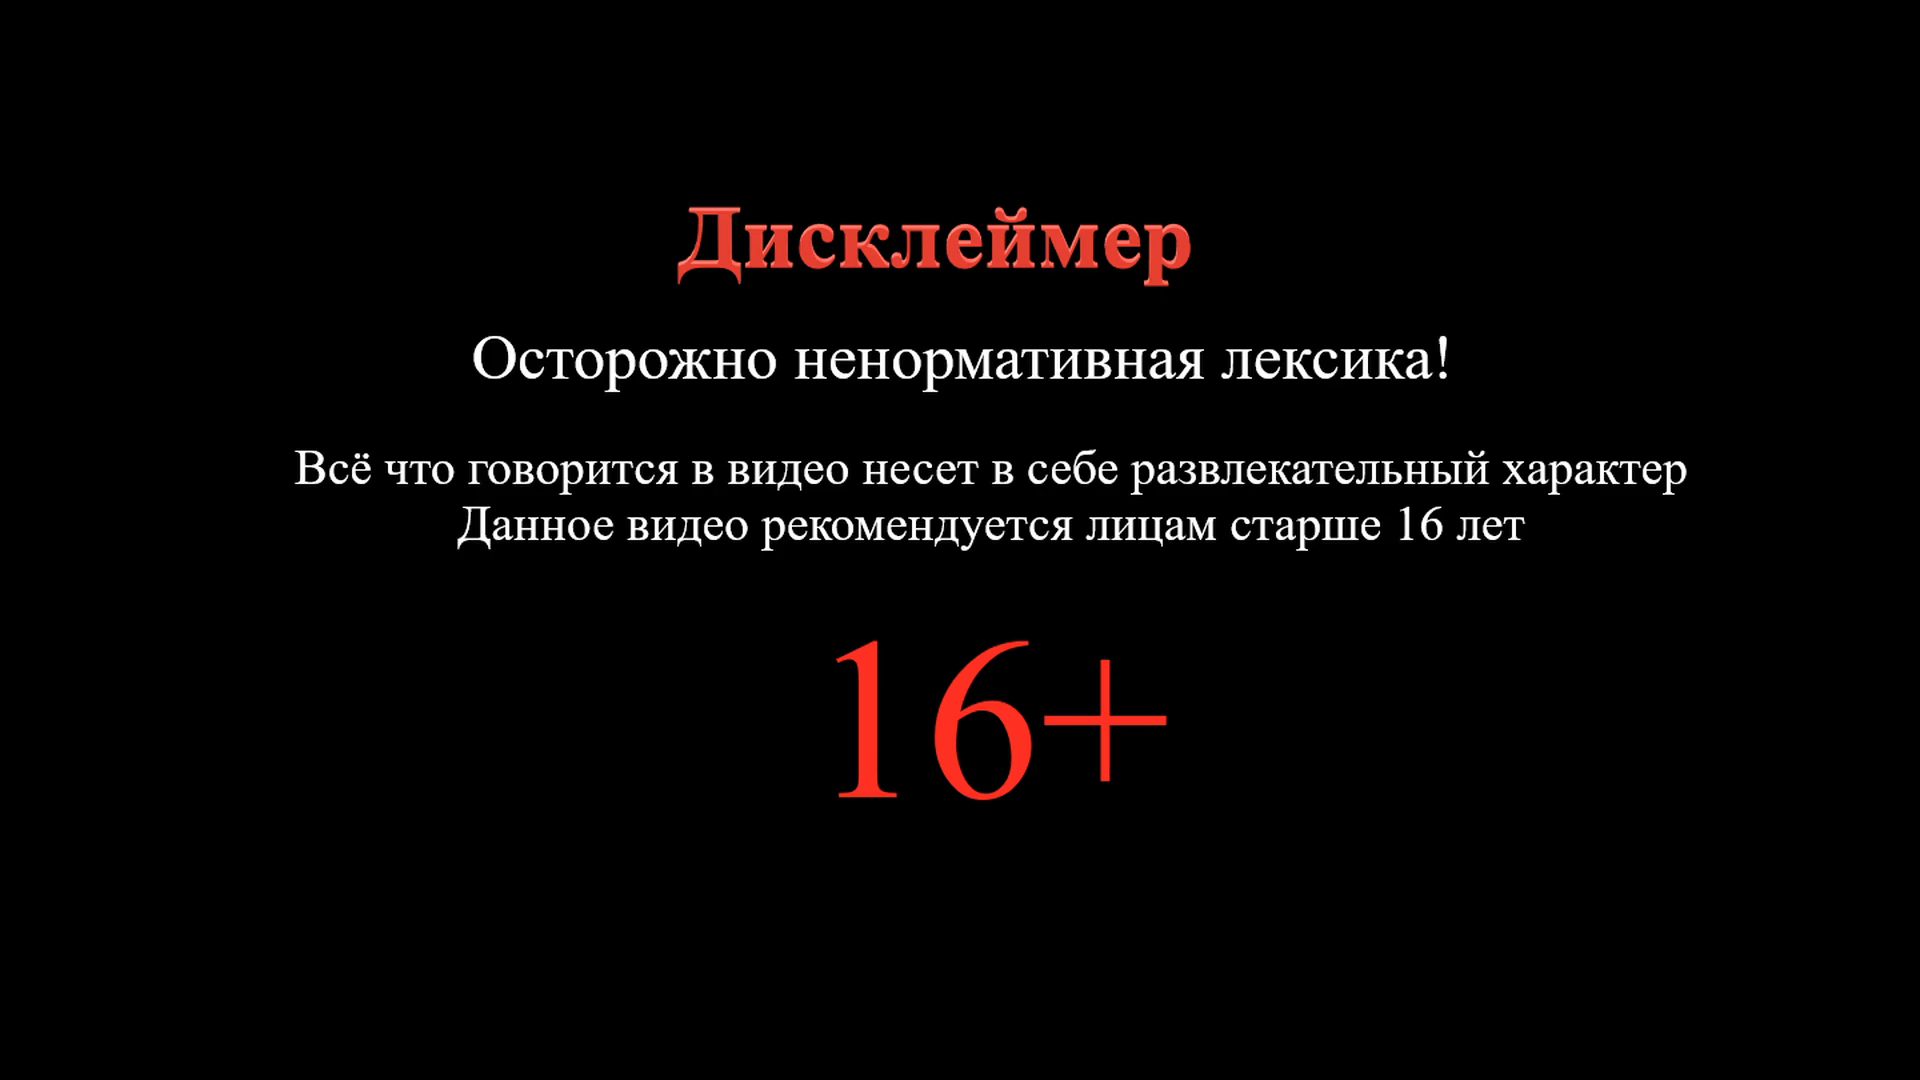 Дисклеймер
Осторожно ненормативная лексика!
Всё что говорится в видео несет в себе развлекательный характер
Данное видео рекомендуется лицам старше 16 лет
16+